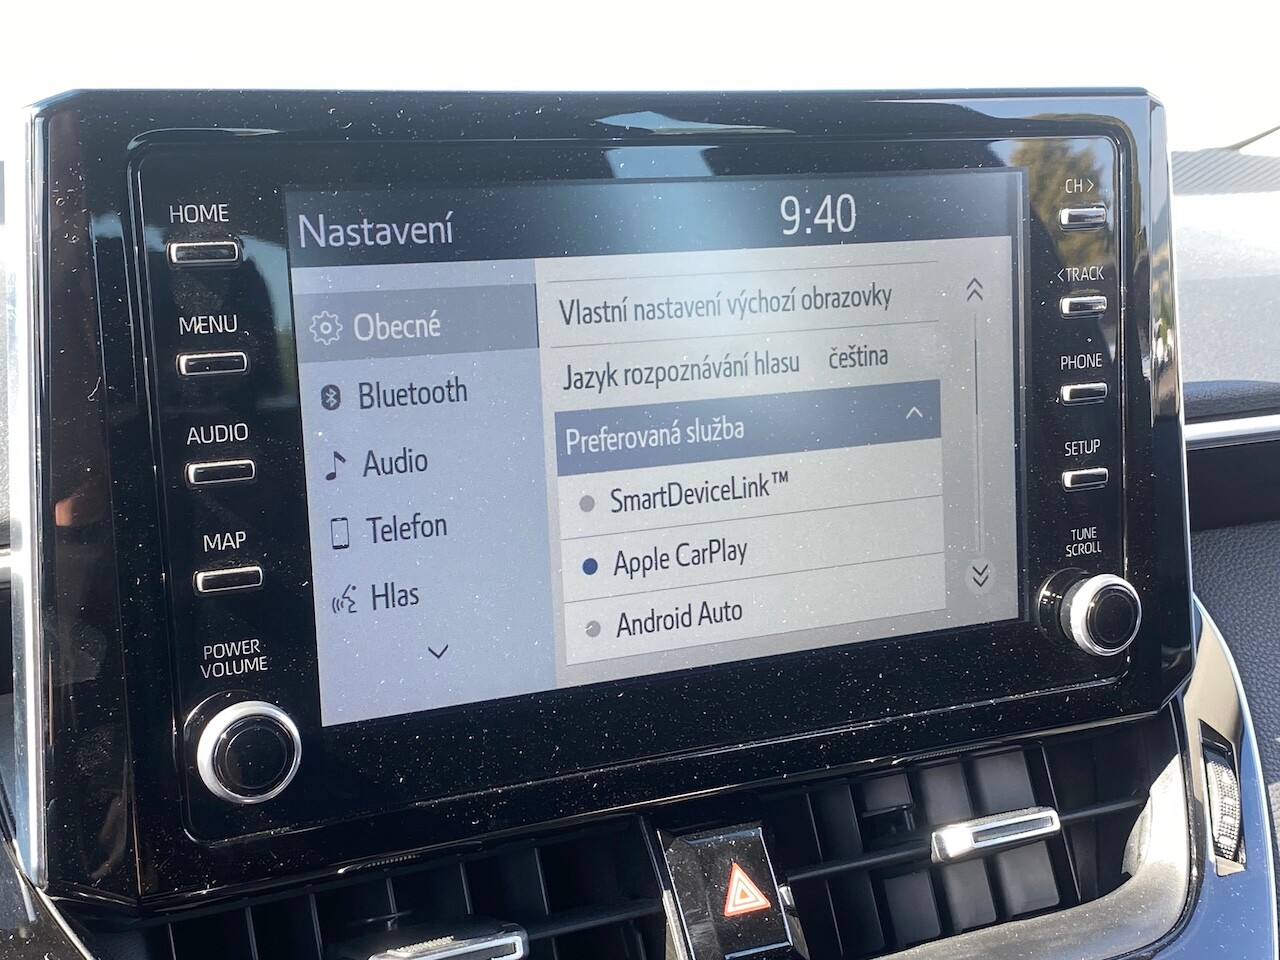 HOME
MENU
AUDIO
MAP
POWER
VOLUME
Nastavení
9:40
Obecné
Bluetooth
Audio
Telefon
Hlas
Vlastní nastavení výchozí obrazovky
Jazyk rozpoznávání hlasu čeština
Preferovaná služba
SmartDeviceLink™
Apple CarPlay
Android Auto
CH >
< TRACK
PHONE
SETUP
TUNE
SCROLL